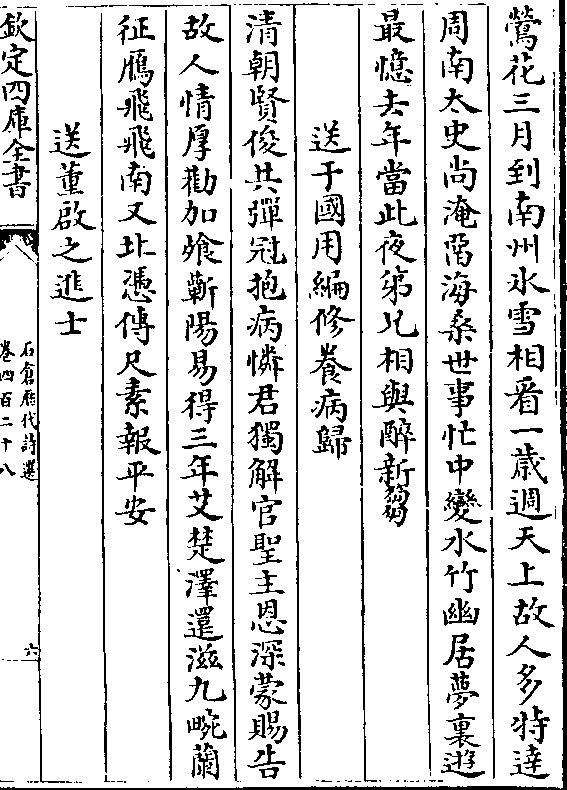 鶯花三月到南州冰雪相看一歲週天上故人多特達
周南太史尚淹留海桑世事忙中變水竹幽居夢裏遊
最憶去年當此夜弟兄相與醉新篘
送于國用編修養病歸
清朝賢俊共彈冠抱病憐君獨解官聖主恩深蒙賜告
故人情厚勸加飱蘄陽易得三年艾楚澤還滋九畹蘭
征鴈飛飛南又北憑傳尺素報平安
送董啟之進士
欽定四庫全書
石倉歷代詩選
卷四百二十八
六